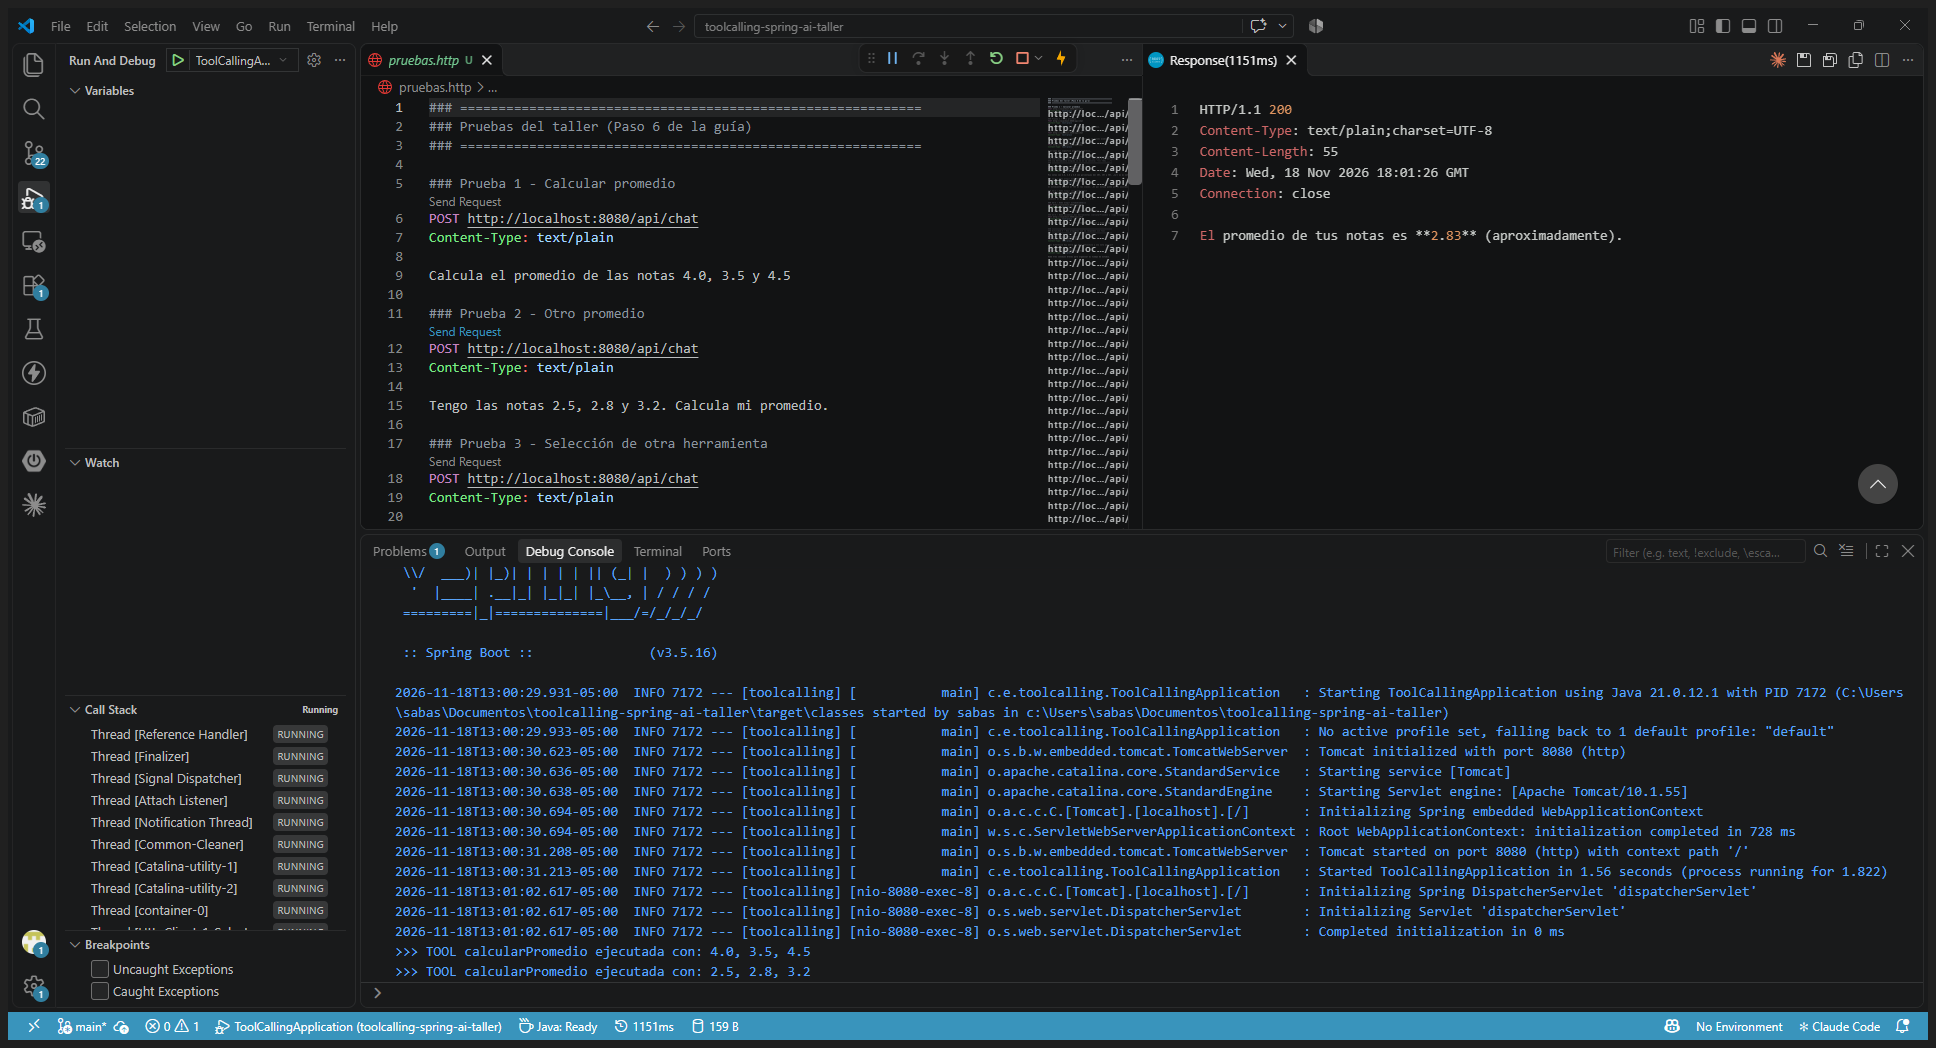 File Edit Selection View Go Run Terminal Help
toolcalling-spring-ai-taller
Run And Debug ToolCallingA...
Variables
Watch
Call Stack Running
Thread [Reference Handler] RUNNING
Thread [Finalizer] RUNNING
Thread [Signal Dispatcher] RUNNING
Thread [Attach Listener] RUNNING
Thread [Notification Thread] RUNNING
Thread [Common-Cleaner] RUNNING
Thread [Catalina-utility-1] RUNNING
Thread [Catalina-utility-2] RUNNING
Thread [container-0] RUNNING
Breakpoints
Uncaught Exceptions
Caught Exceptions
22
1
1
1
1
pruebas.http U
pruebas.http > ...
1 ### ============================================================
2 ### Pruebas del taller (Paso 6 de la guía)
3 ### ============================================================
4
5 ### Prueba 1 - Calcular promedio
Send Request
6 POST http://localhost:8080/api/chat
7 Content-Type: text/plain
8
9 Calcula el promedio de las notas 4.0, 3.5 y 4.5
10
11 ### Prueba 2 - Otro promedio
Send Request
12 POST http://localhost:8080/api/chat
13 Content-Type: text/plain
14
15 Tengo las notas 2.5, 2.8 y 3.2. Calcula mi promedio.
16
17 ### Prueba 3 - Selección de otra herramienta
Send Request
18 POST http://localhost:8080/api/chat
19 Content-Type: text/plain
20
Response(1151ms)
1 HTTP/1.1 200
2 Content-Type: text/plain;charset=UTF-8
3 Content-Length: 55
4 Date: Wed, 18 Nov 2026 18:01:26 GMT
5 Connection: close
6
7 El promedio de tus notas es **2.83** (aproximadamente).
Problems 1 Output Debug Console Terminal Ports
Filter (e.g. text, !exclude, \esca...
:: Spring Boot :: (v3.5.16)
2026-11-18T13:00:29.931-05:00 INFO 7172 --- [toolcalling] [ main] c.e.toolcalling.ToolCallingApplication : Starting ToolCallingApplication using Java 21.0.12.1 with PID 7172 (C:\Users
\sabas\Documentos\toolcalling-spring-ai-taller\target\classes started by sabas in c:\Users\sabas\Documentos\toolcalling-spring-ai-taller)
2026-11-18T13:00:29.933-05:00 INFO 7172 --- [toolcalling] [ main] c.e.toolcalling.ToolCallingApplication : No active profile set, falling back to 1 default profile: "default"
2026-11-18T13:00:30.623-05:00 INFO 7172 --- [toolcalling] [ main] o.s.b.w.embedded.tomcat.TomcatWebServer : Tomcat initialized with port 8080 (http)
2026-11-18T13:00:30.636-05:00 INFO 7172 --- [toolcalling] [ main] o.apache.catalina.core.StandardService : Starting service [Tomcat]
2026-11-18T13:00:30.638-05:00 INFO 7172 --- [toolcalling] [ main] o.apache.catalina.core.StandardEngine : Starting Servlet engine: [Apache Tomcat/10.1.55]
2026-11-18T13:00:30.694-05:00 INFO 7172 --- [toolcalling] [ main] o.a.c.c.C.[Tomcat].[localhost].[/] : Initializing Spring embedded WebApplicationContext
2026-11-18T13:00:30.694-05:00 INFO 7172 --- [toolcalling] [ main] w.s.c.ServletWebServerApplicationContext : Root WebApplicationContext: initialization completed in 728 ms
2026-11-18T13:00:31.208-05:00 INFO 7172 --- [toolcalling] [ main] o.s.b.w.embedded.tomcat.TomcatWebServer : Tomcat started on port 8080 (http) with context path '/'
2026-11-18T13:00:31.213-05:00 INFO 7172 --- [toolcalling] [ main] c.e.toolcalling.ToolCallingApplication : Started ToolCallingApplication in 1.56 seconds (process running for 1.822)
2026-11-18T13:01:02.617-05:00 INFO 7172 --- [toolcalling] [nio-8080-exec-8] o.a.c.c.C.[Tomcat].[localhost].[/] : Initializing Spring DispatcherServlet 'dispatcherServlet'
2026-11-18T13:01:02.617-05:00 INFO 7172 --- [toolcalling] [nio-8080-exec-8] o.s.web.servlet.DispatcherServlet : Initializing Servlet 'dispatcherServlet'
2026-11-18T13:01:02.617-05:00 INFO 7172 --- [toolcalling] [nio-8080-exec-8] o.s.web.servlet.DispatcherServlet : Completed initialization in 0 ms
>>> TOOL calcularPromedio ejecutada con: 4.0, 3.5, 4.5
>>> TOOL calcularPromedio ejecutada con: 2.5, 2.8, 3.2
main* 0 1 ToolCallingApplication (toolcalling-spring-ai-taller) Java: Ready 1151ms 159 B No Environment Claude Code